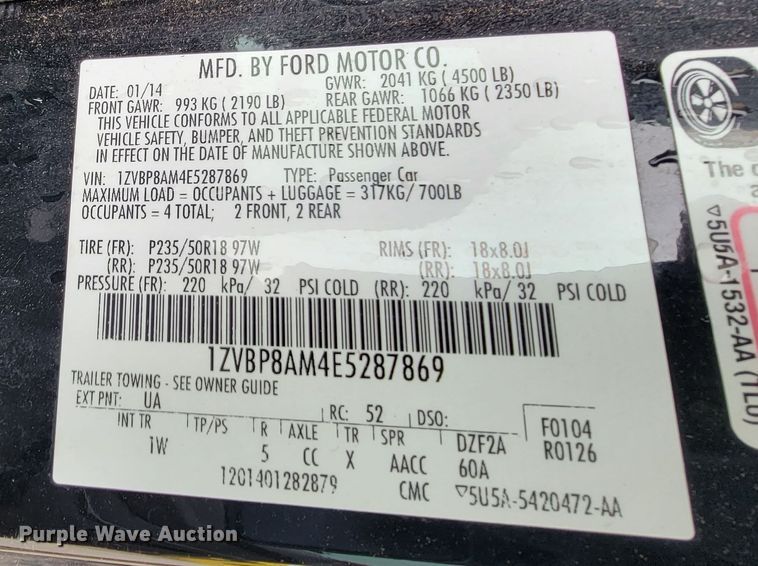 MFD. BY FORD MOTOR CO.
DATE: 01/14 GVWR: 2041 KG ( 4500 LB)
FRONT GAWR: 993 KG ( 2190 LB) REAR GAWR: 1066 KG ( 2350 LB)
THIS VEHICLE CONFORMS TO ALL APPLICABLE FEDERAL MOTOR
VEHICLE SAFETY, BUMPER, AND THEFT PREVENTION STANDARDS
IN EFFECT ON THE DATE OF MANUFACTURE SHOWN ABOVE.
VIN: 1ZVBP8AM4E5287869 TYPE: Passenger Car
MAXIMUM LOAD = OCCUPANTS + LUGGAGE = 317KG/ 700LB
OCCUPANTS = 4 TOTAL; 2 FRONT, 2 REAR
TIRE (FR): P235/50R18 97W RIMS (FR): 18x8.0J
(RR): P235/50R18 97W (RR): 18x8.0J
PRESSURE (FR): 220 kPa/ 32 PSI COLD (RR): 220 kPa/ 32 PSI COLD
1ZVBP8AM4E5287869
TRAILER TOWING - SEE OWNER GUIDE
EXT PNT: UA RC: 52 DSO: F0104
INT TR TP/PS R AXLE TR SPR DZF2A R0126
1W 5 CC X AACC 60A
1201401282879 CMC ▽5U5A-5420472-AA
The
▽5U5A-1532-AA (1L0)
Purple Wave Auction